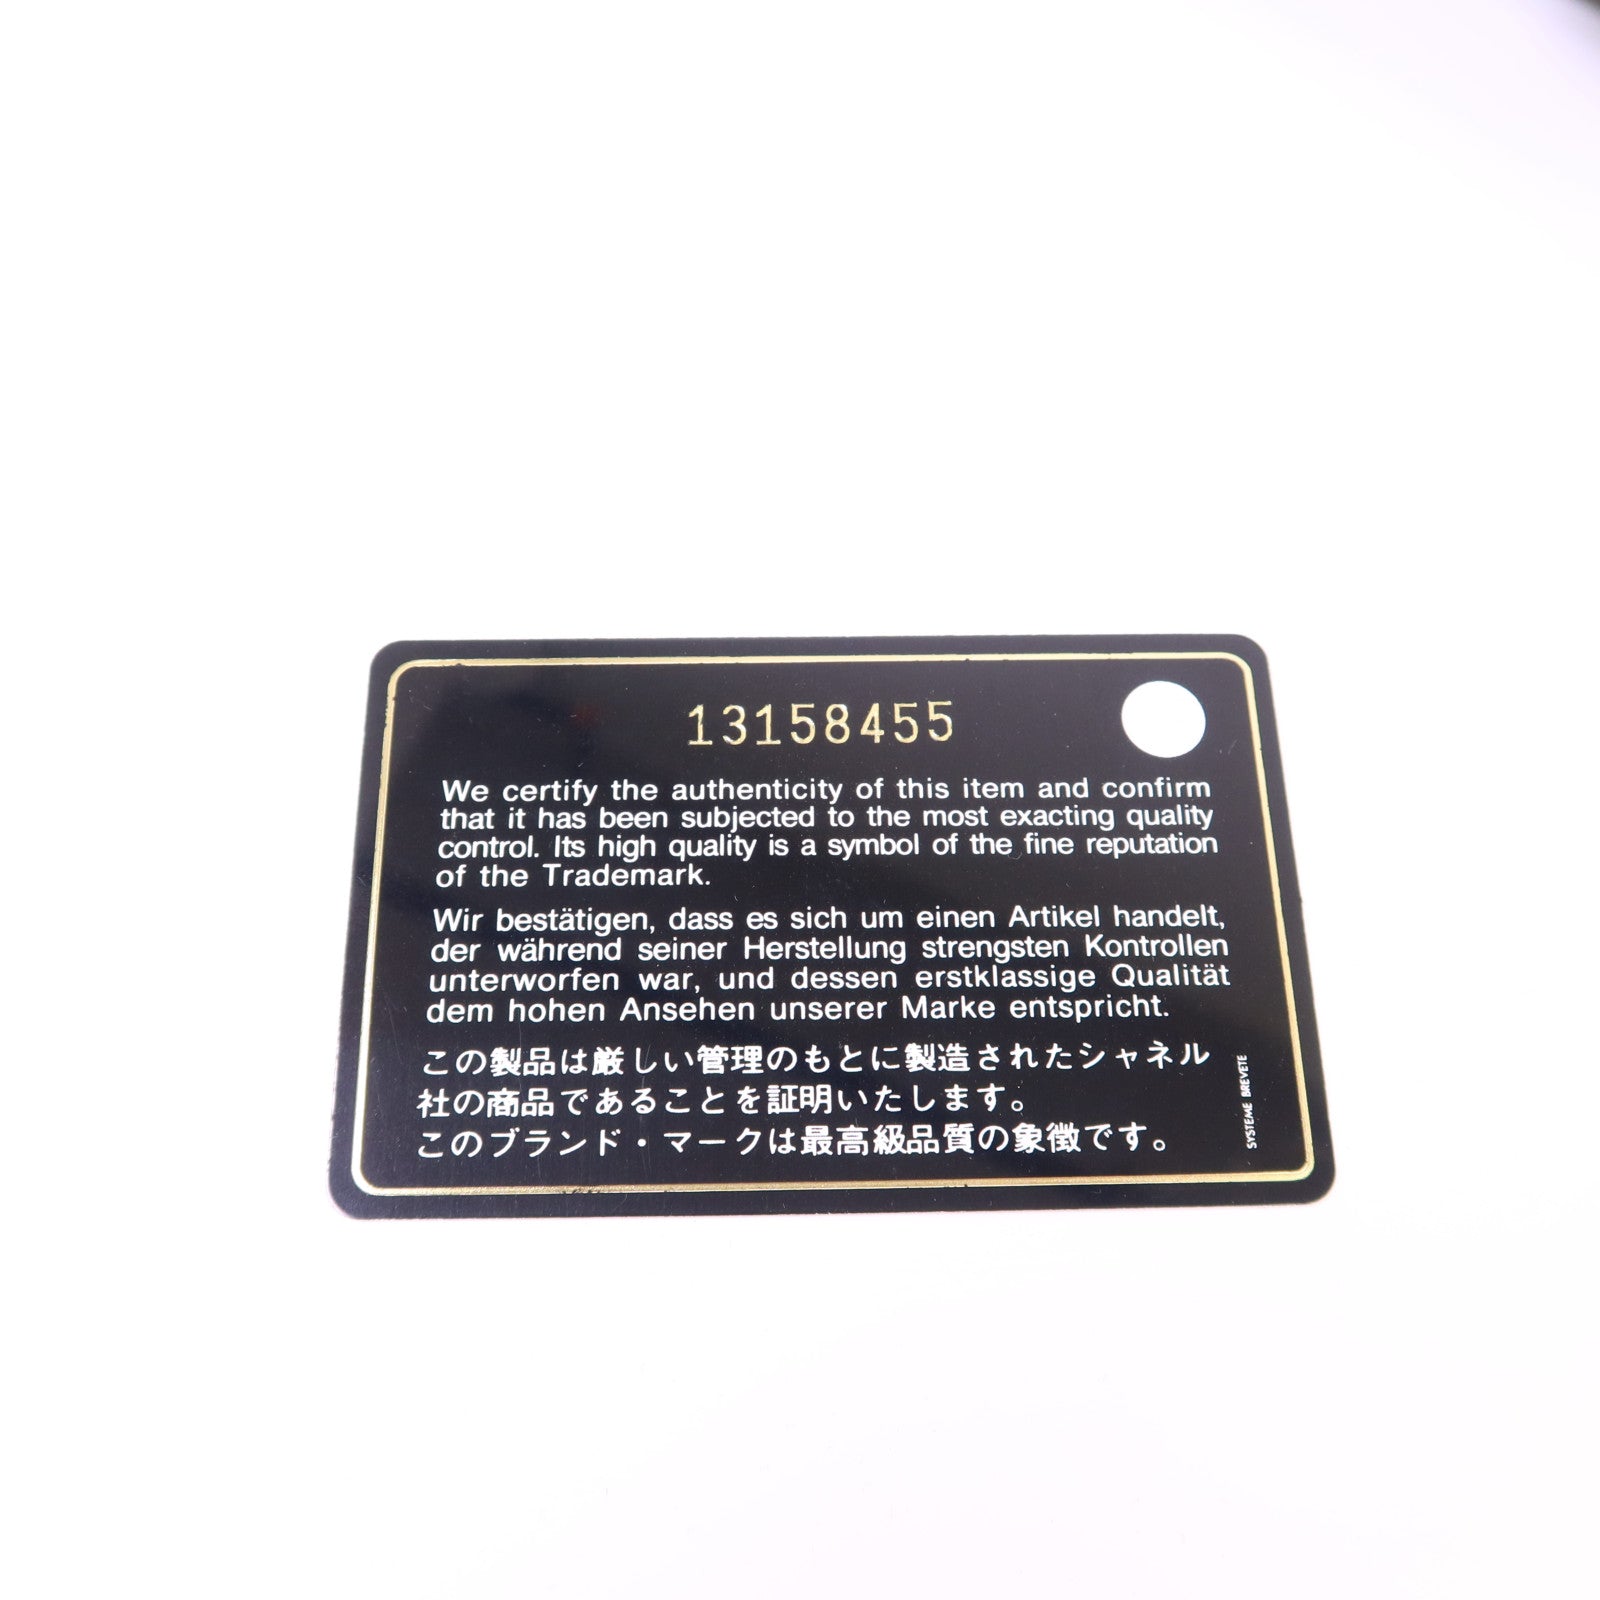 13158455
We certify the authenticity of this item and confirm
that it has been subjected to the most exacting quality
control. Its high quality is a symbol of the fine reputation
of the Trademark.
Wir bestätigen, dass es sich um einen Artikel handelt,
der während seiner Herstellung strengsten Kontrollen
unterworfen war, und dessen erstklassige Qualität
dem hohen Ansehen unserer Marke entspricht.
この製品は厳しい管理のもとに製造されたシャネル
社の商品であることを証明いたします。
このブランド・マークは最高級品質の象徴です。
SYSTEME BREVETE